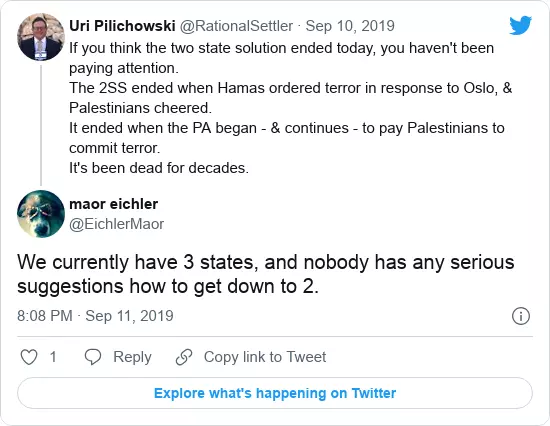 Uri Pilichowski @RationalSettler · Sep 10, 2019
If you think the two state solution ended today, you haven't been
paying attention.
The 2SS ended when Hamas ordered terror in response to Oslo, &
Palestinians cheered.
It ended when the PA began - & continues - to pay Palestinians to
commit terror.
It's been dead for decades.
maor eichler
@EichlerMaor
We currently have 3 states, and nobody has any serious
suggestions how to get down to 2.
8:08 PM · Sep 11, 2019
1 Reply Copy link to Tweet
Explore what's happening on Twitter